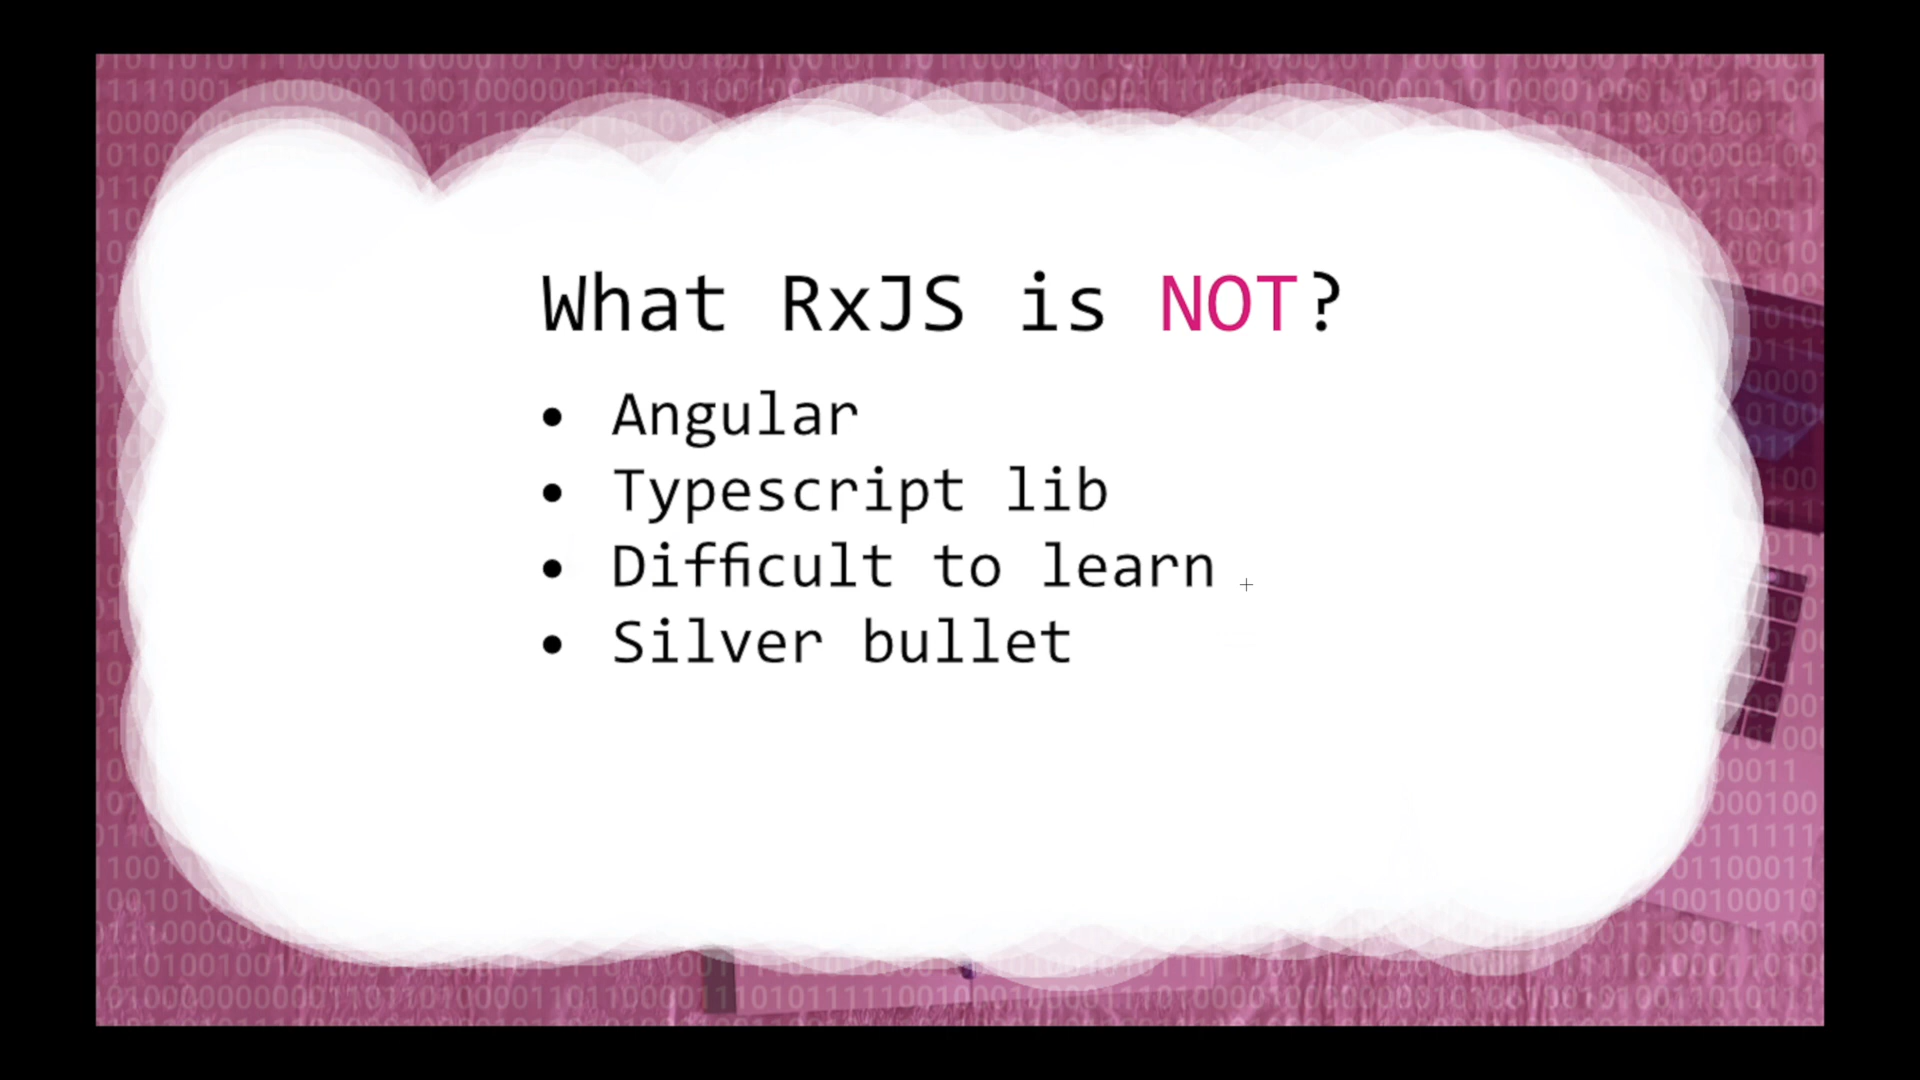 What RxJS is NOT?
• Angular
• Typescript lib
• Difficult to learn
• Silver bullet